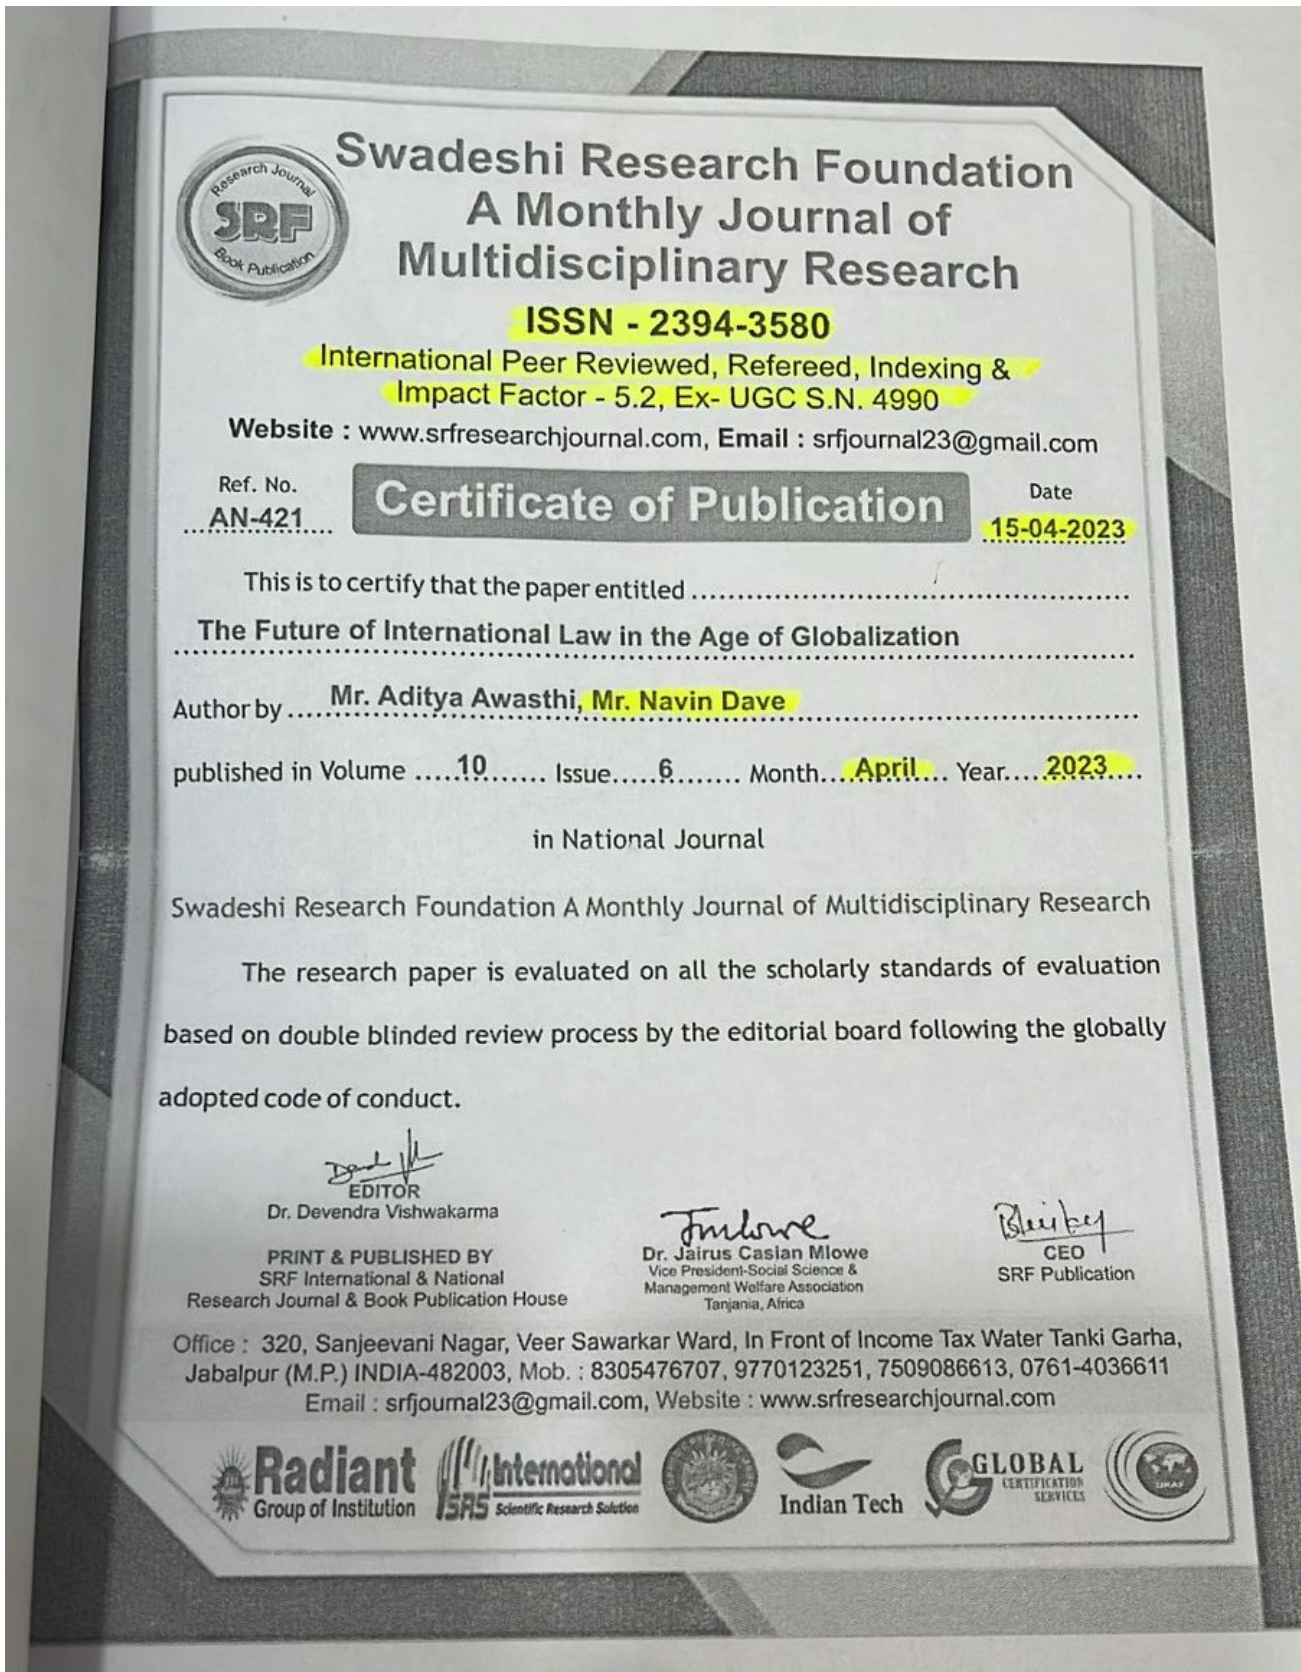 Research Journal
SRF
Book Publication
Swadeshi Research Foundation
A Monthly Journal of
Multidisciplinary Research
ISSN - 2394-3580
International Peer Reviewed, Refereed, Indexing &
Impact Factor - 5.2, Ex- UGC S.N. 4990
Website : www.srfresearchjournal.com, Email : srfjournal23@gmail.com
Ref. No.
AN-421
Certificate of Publication
Date
15-04-2023
This is to certify that the paper entitled
The Future of International Law in the Age of Globalization
Author by Mr. Aditya Awasthi, Mr. Navin Dave
published in Volume 10 Issue 6 Month April Year 2023
in National Journal
Swadeshi Research Foundation A Monthly Journal of Multidisciplinary Research
The research paper is evaluated on all the scholarly standards of evaluation
based on double blinded review process by the editorial board following the globally
adopted code of conduct.
EDITOR
Dr. Devendra Vishwakarma
PRINT & PUBLISHED BY
SRF International & National
Research Journal & Book Publication House
Dr. Jairus Casian Mlowe
Vice President-Social Science &
Management Welfare Association
Tanjania, Africa
CEO
SRF Publication
Office : 320, Sanjeevani Nagar, Veer Sawarkar Ward, In Front of Income Tax Water Tanki Garha,
Jabalpur (M.P.) INDIA-482003, Mob. : 8305476707, 9770123251, 7509086613, 0761-4036611
Email : srfjournal23@gmail.com, Website : www.srfresearchjournal.com
Radiant
Group of Institution
International
ISRS Scientific Research Solution
Indian Tech
GLOBAL
CERTIFICATION
SERVICES